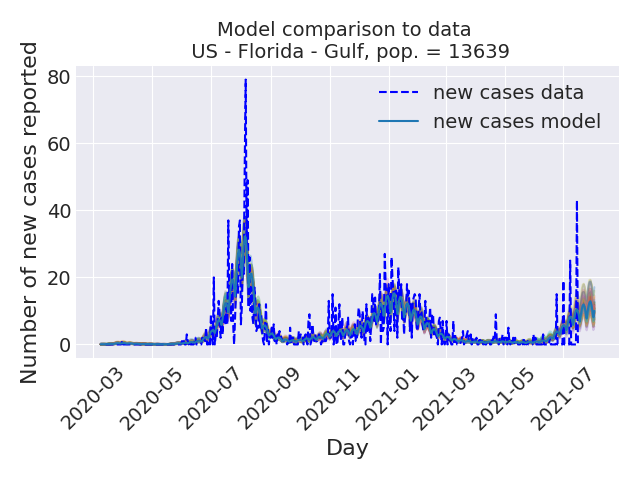 Model comparison to data
US - Florida - Gulf, pop. = 13639
Number of new cases reported
80
60
40
20
0
new cases data
new cases model
2020-03
2020-05
2020-07
2020-09
2020-11
2021-01
2021-03
2021-05
2021-07
Day